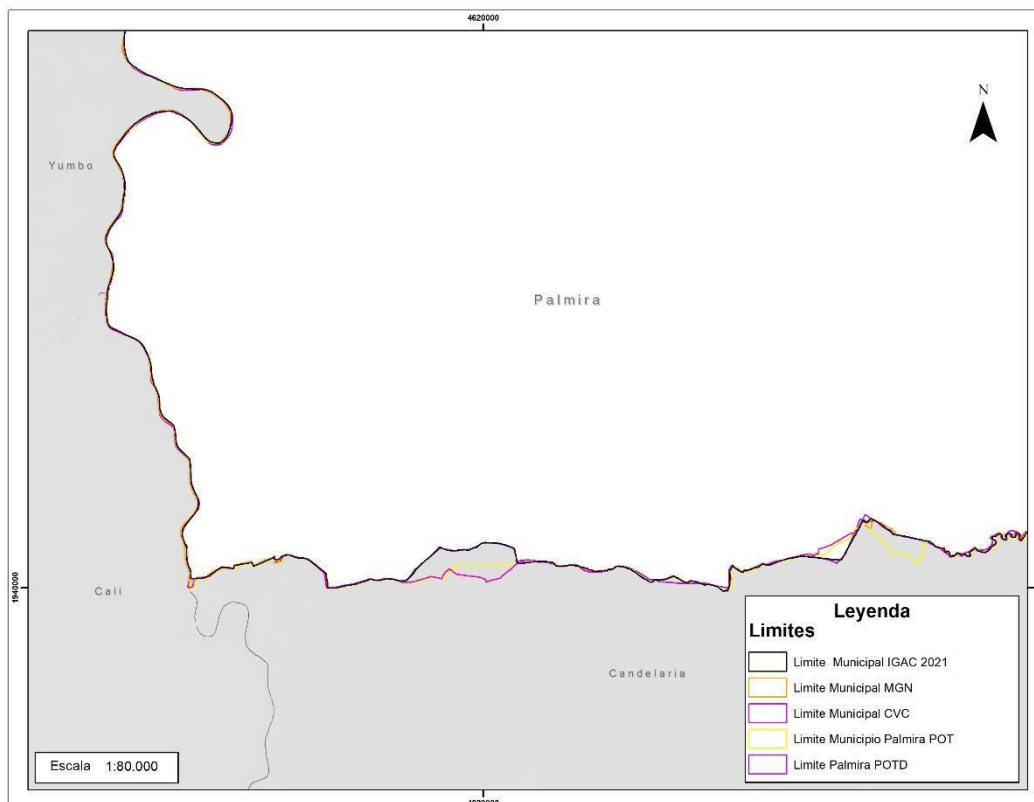 4620000
N
Yumbo
Palmira
1940000
Cali
Candelaria
Leyenda
Limites
Limite Municipal IGAC 2021
Limite Municipal MGN
Limite Municipal CVC
Limite Municipio Palmira POT
Limite Palmira POTD
Escala 1:80.000